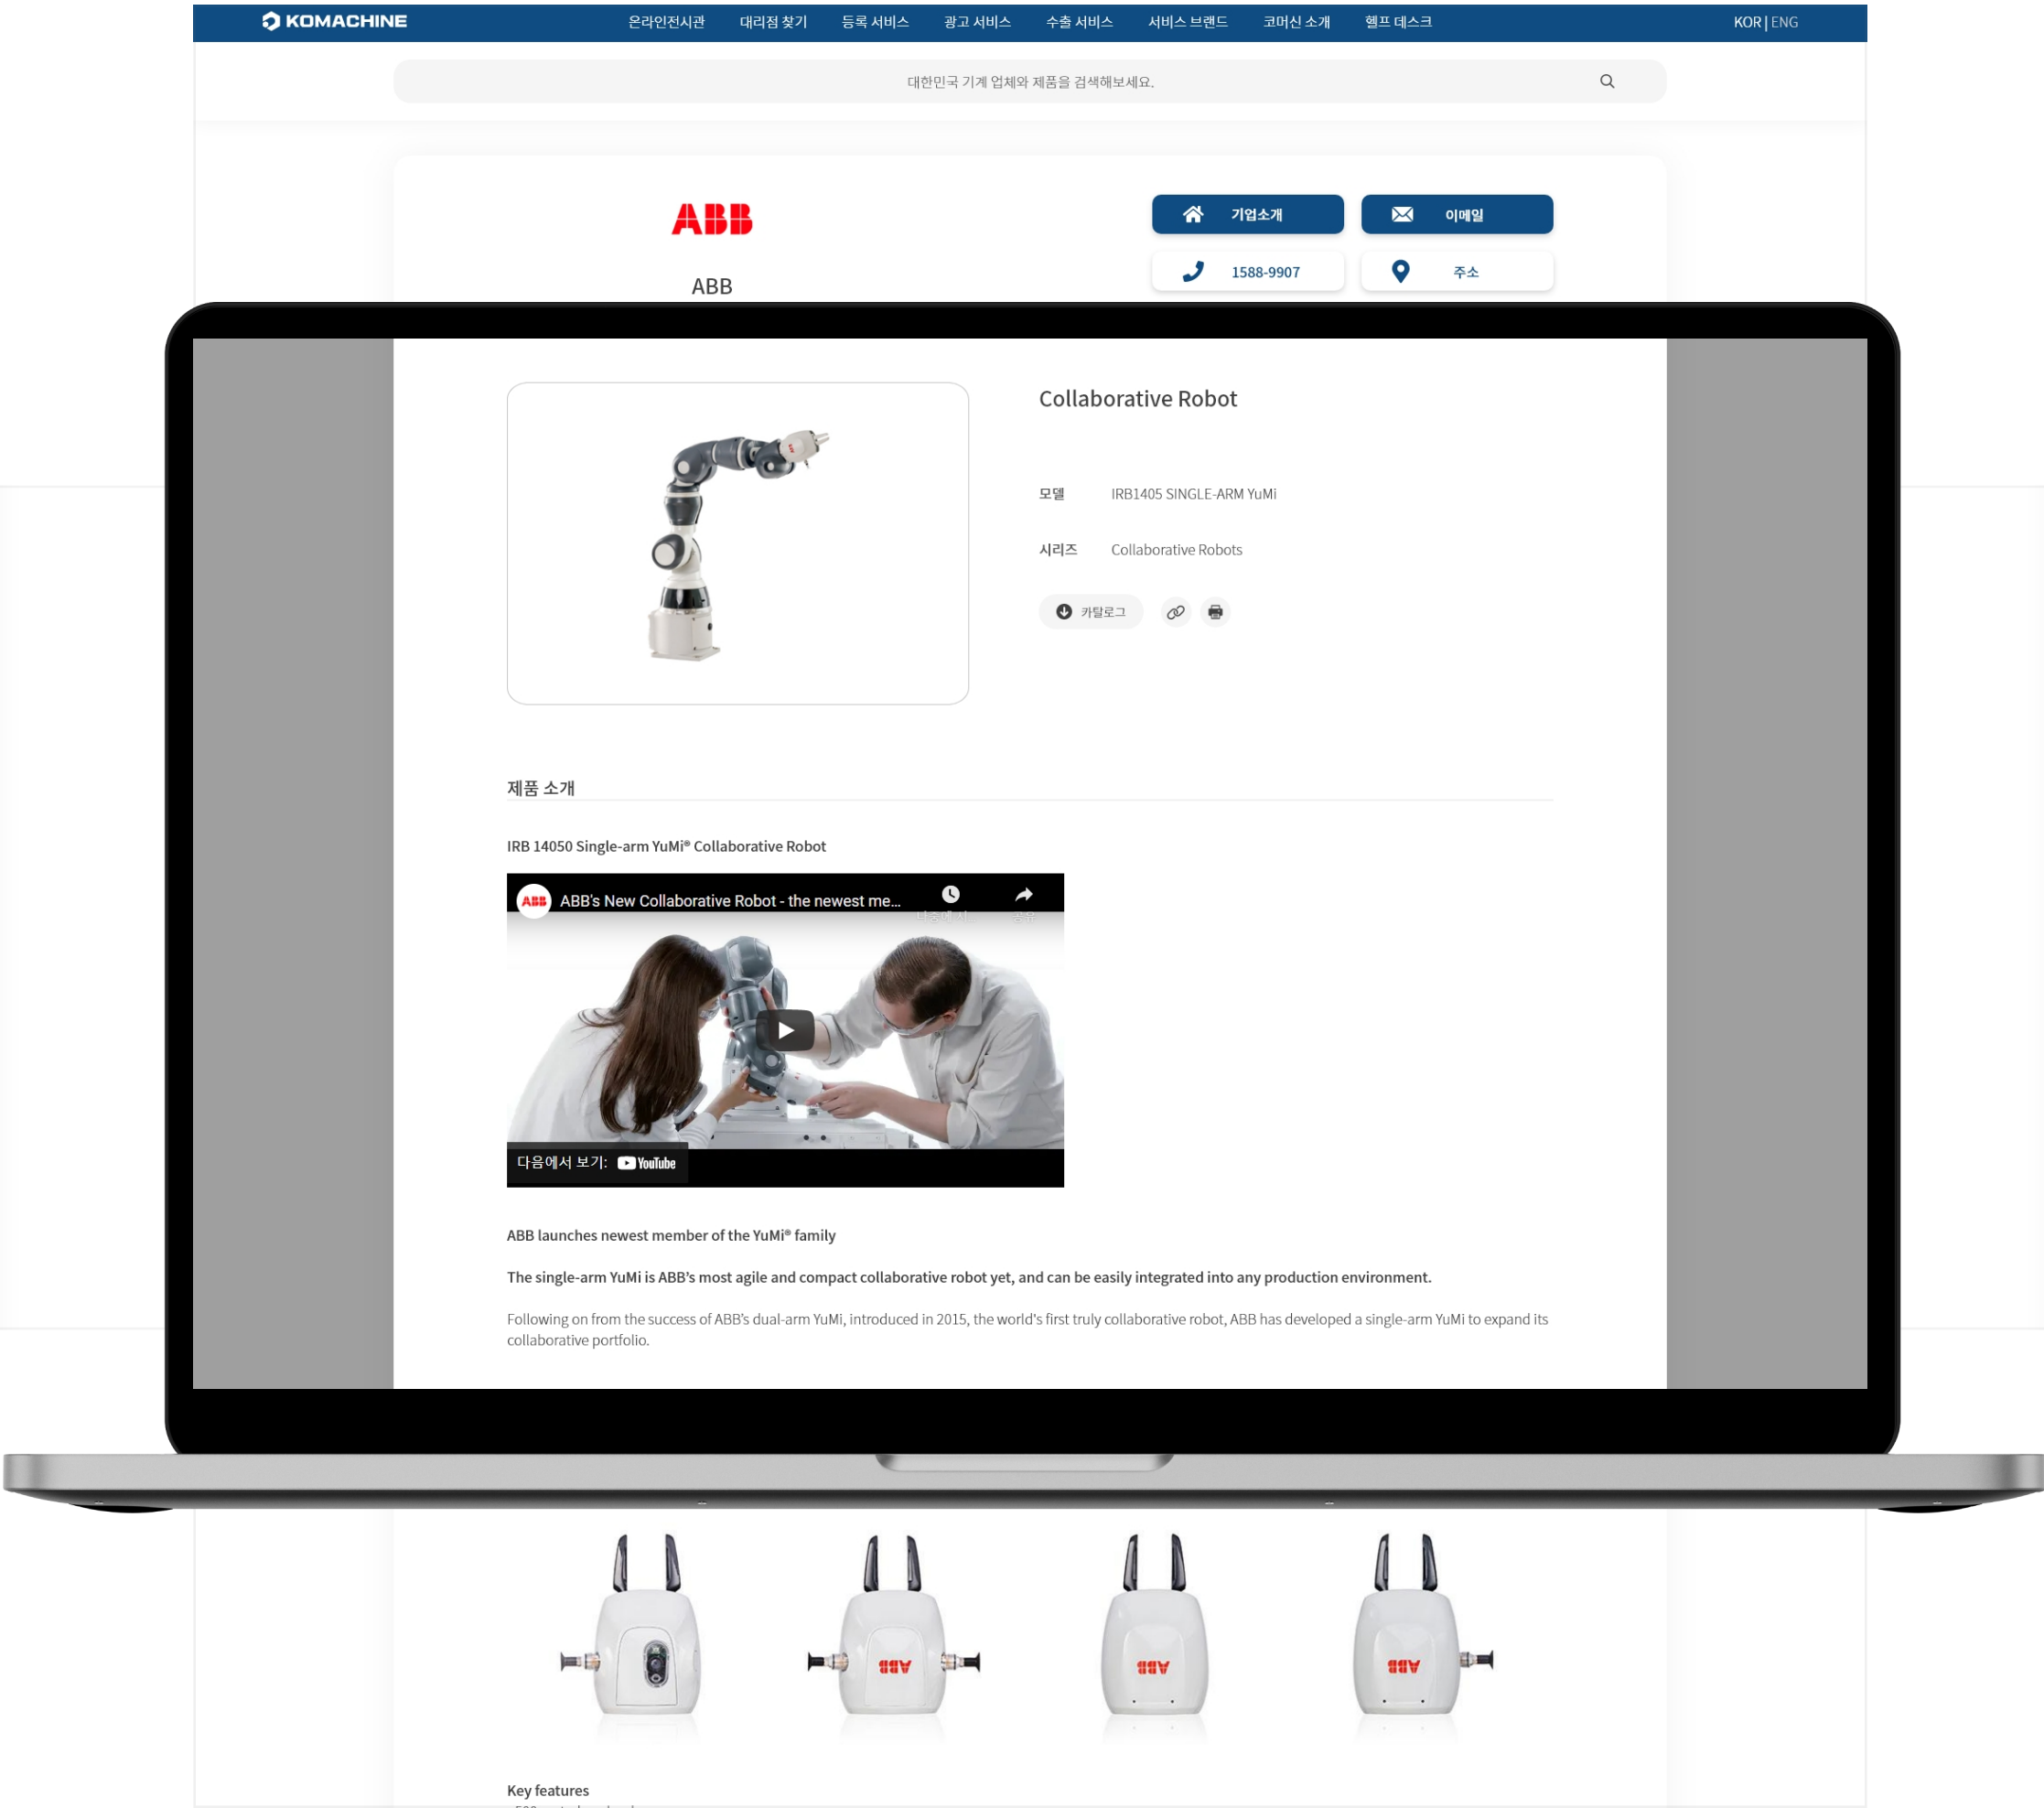 KOMACHINE
온라인전시관 대리점 찾기 등록 서비스 광고 서비스 수출 서비스 서비스 브랜드 코머신 소개 헬프 데스크
KOR | ENG
대한민국 기계 업체와 제품을 검색해보세요.
ABB
기업소개 이메일
1588-9907 주소
ABB
Collaborative Robot
모델 IRB1405 SINGLE-ARM YuMi
시리즈 Collaborative Robots
카탈로그
제품 소개
IRB 14050 Single-arm YuMi® Collaborative Robot
ABB ABB's New Collaborative Robot - the newest me...
공유
다음에서 보기: YouTube
ABB launches newest member of the YuMi® family
The single-arm YuMi is ABB’s most agile and compact collaborative robot yet, and can be easily integrated into any production environment.
Following on from the success of ABB’s dual-arm YuMi, introduced in 2015, the world's first truly collaborative robot, ABB has developed a single-arm YuMi to expand its
collaborative portfolio.
ABB ABB ABB
Key features